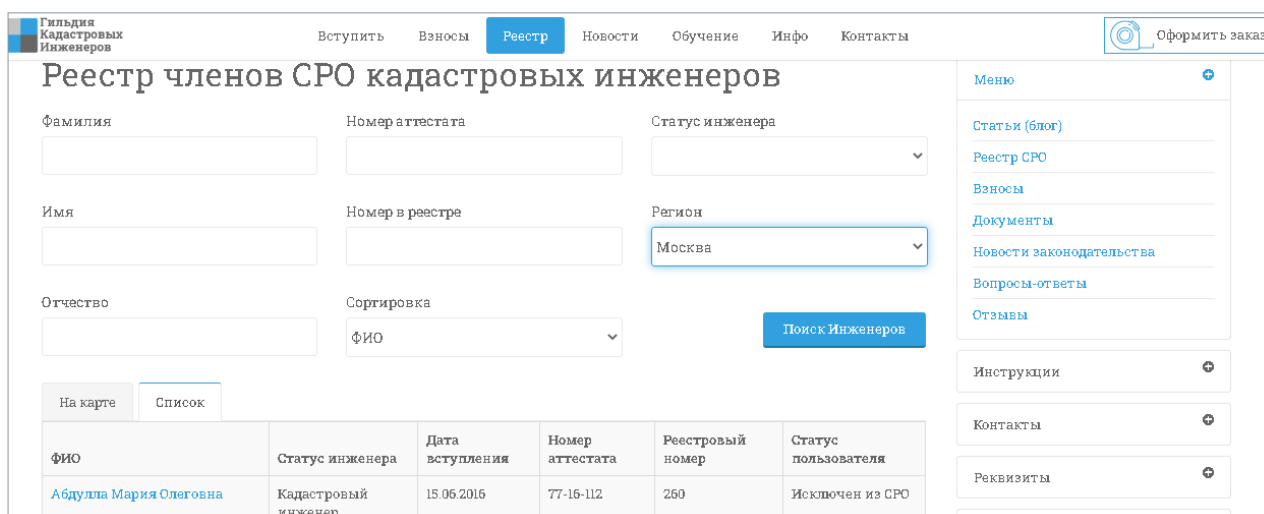 Гильдия
Кадастровых
Инженеров
Вступить Взносы Реестр Новости Обучение Инфо Контакты
Оформить заказ
Реестр членов СРО кадастровых инженеров
Фамилия Номер аттестата Статус инженера
Имя Номер в реестре Регион
Москва
Отчество Сортировка
ФИО
Поиск Инженеров
На карте Список
ФИО Статус инженера Дата вступления Номер аттестата Реестровый номер Статус пользователя
Абдулла Мария Олеговна Кадастровый инженер 15.06.2016 77-16-112 260 Исключен из СРО
Меню
Статьи (блог)
Реестр СРО
Взносы
Документы
Новости законодательства
Вопросы-ответы
Отзывы
Инструкции
Контакты
Реквизиты